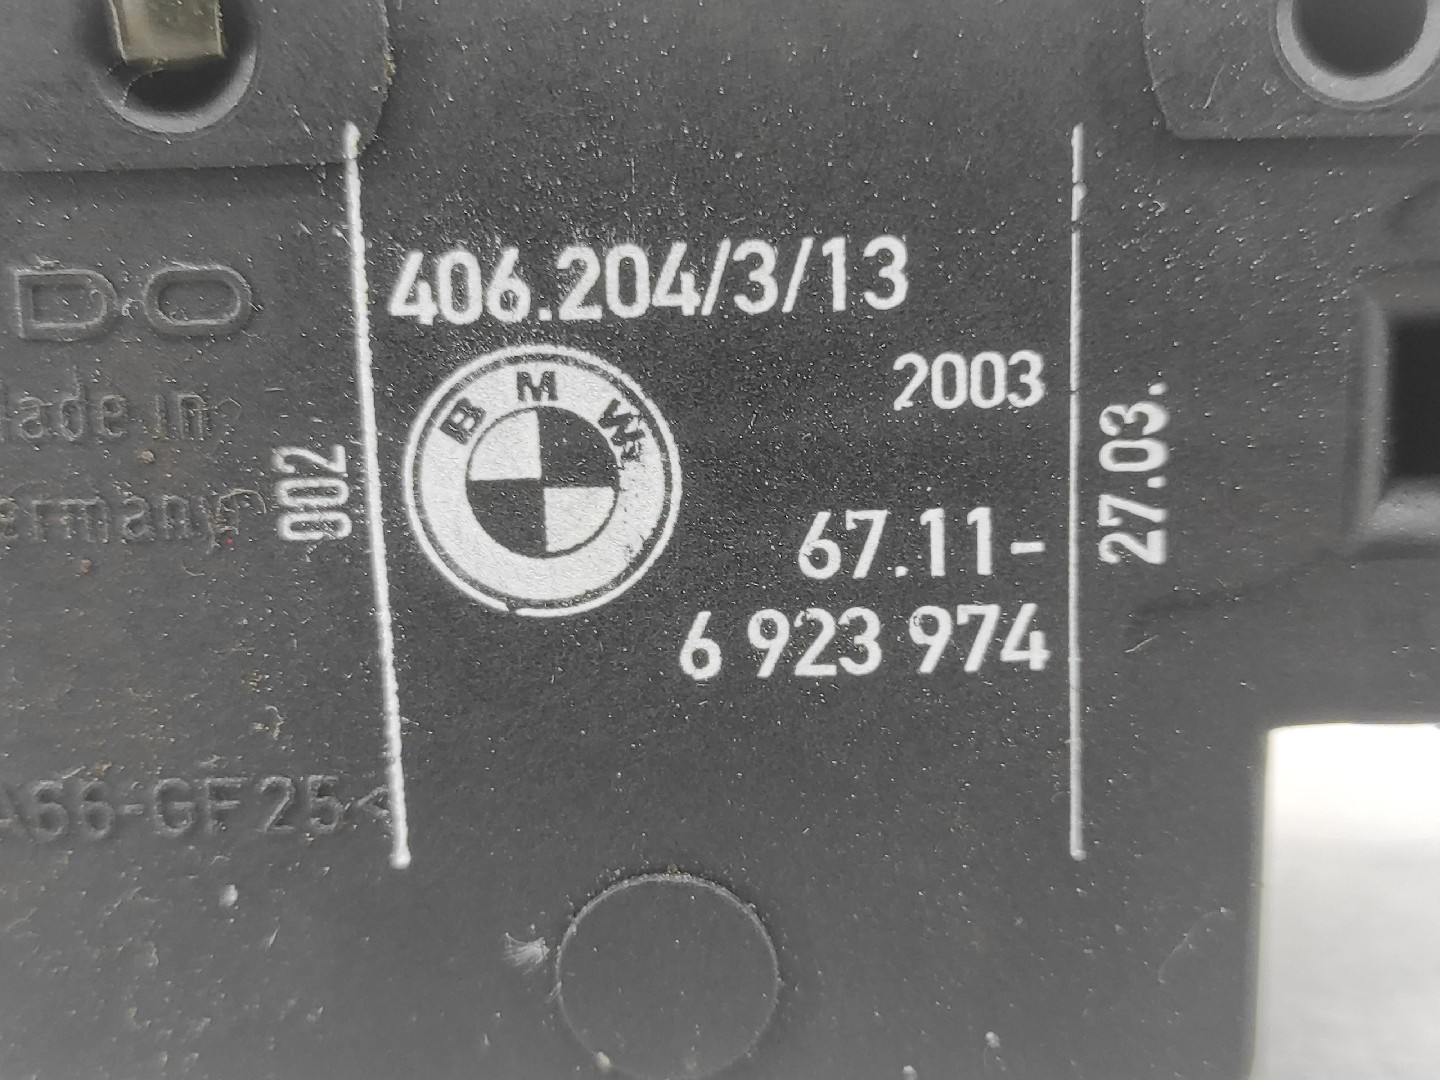 406.204/3/13
BMW
2003
67.11-
6 923 974
27.03.
002
DO
ade in
ermany
A66-GF25<